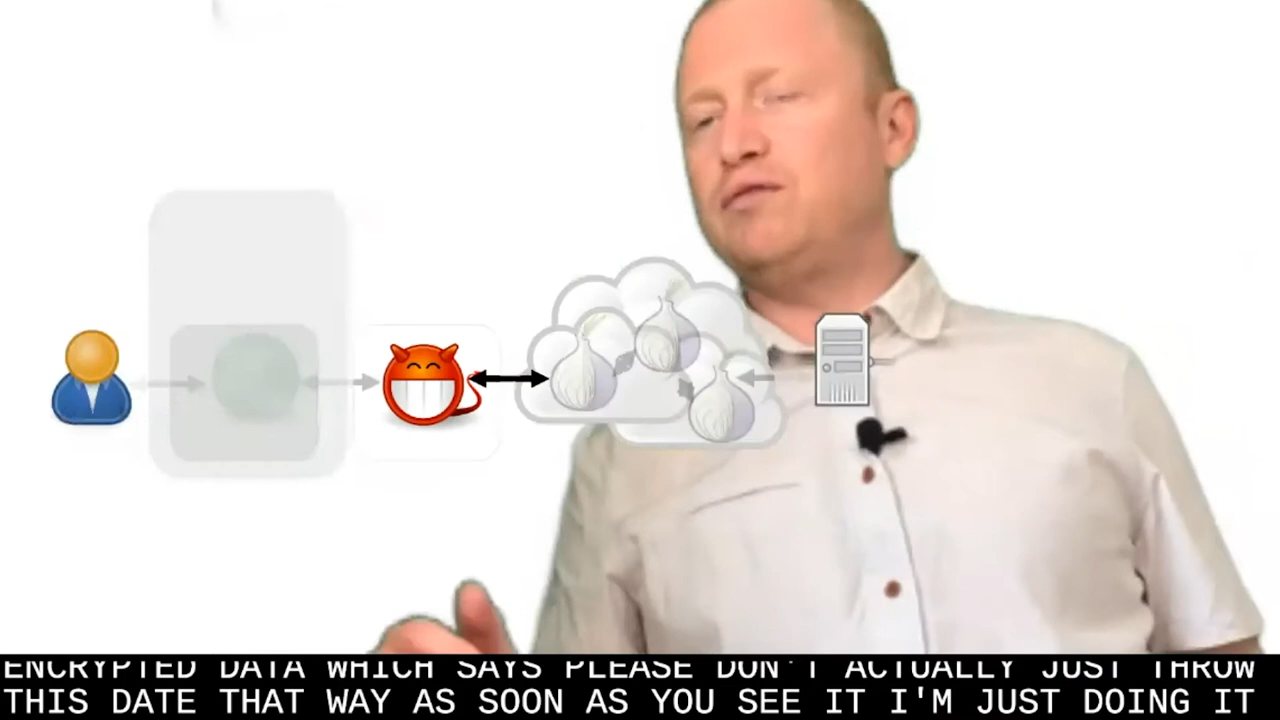 ENCRYPTED DATA WHICH SAYS PLEASE DON'T ACTUALLY JUST THROW
THIS DATE THAT WAY AS SOON AS YOU SEE IT I'M JUST DOING IT